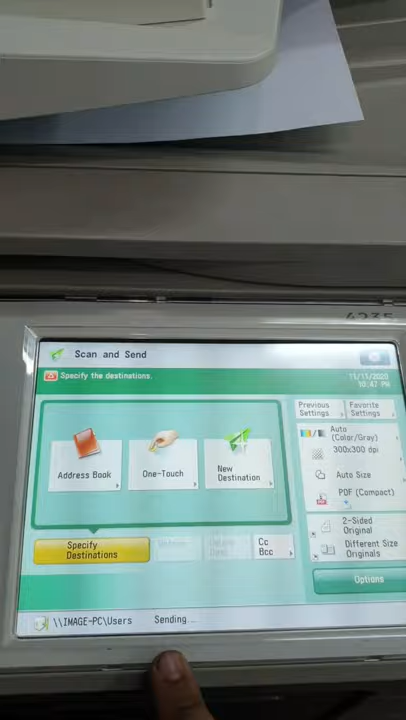 4235
Scan and Send
Specify the destinations.
11/11/2020
10:47 PM
Previous
Settings
Favorite
Settings
Auto
(Color/Gray)
300x300 dpi
Auto Size
PDF (Compact)
2-Sided
Original
Different Size
Originals
Options
Address Book
One-Touch
New
Destination
Specify
Destinations
Cc
Bcc
\\IMAGE-PC\Users
Sending...